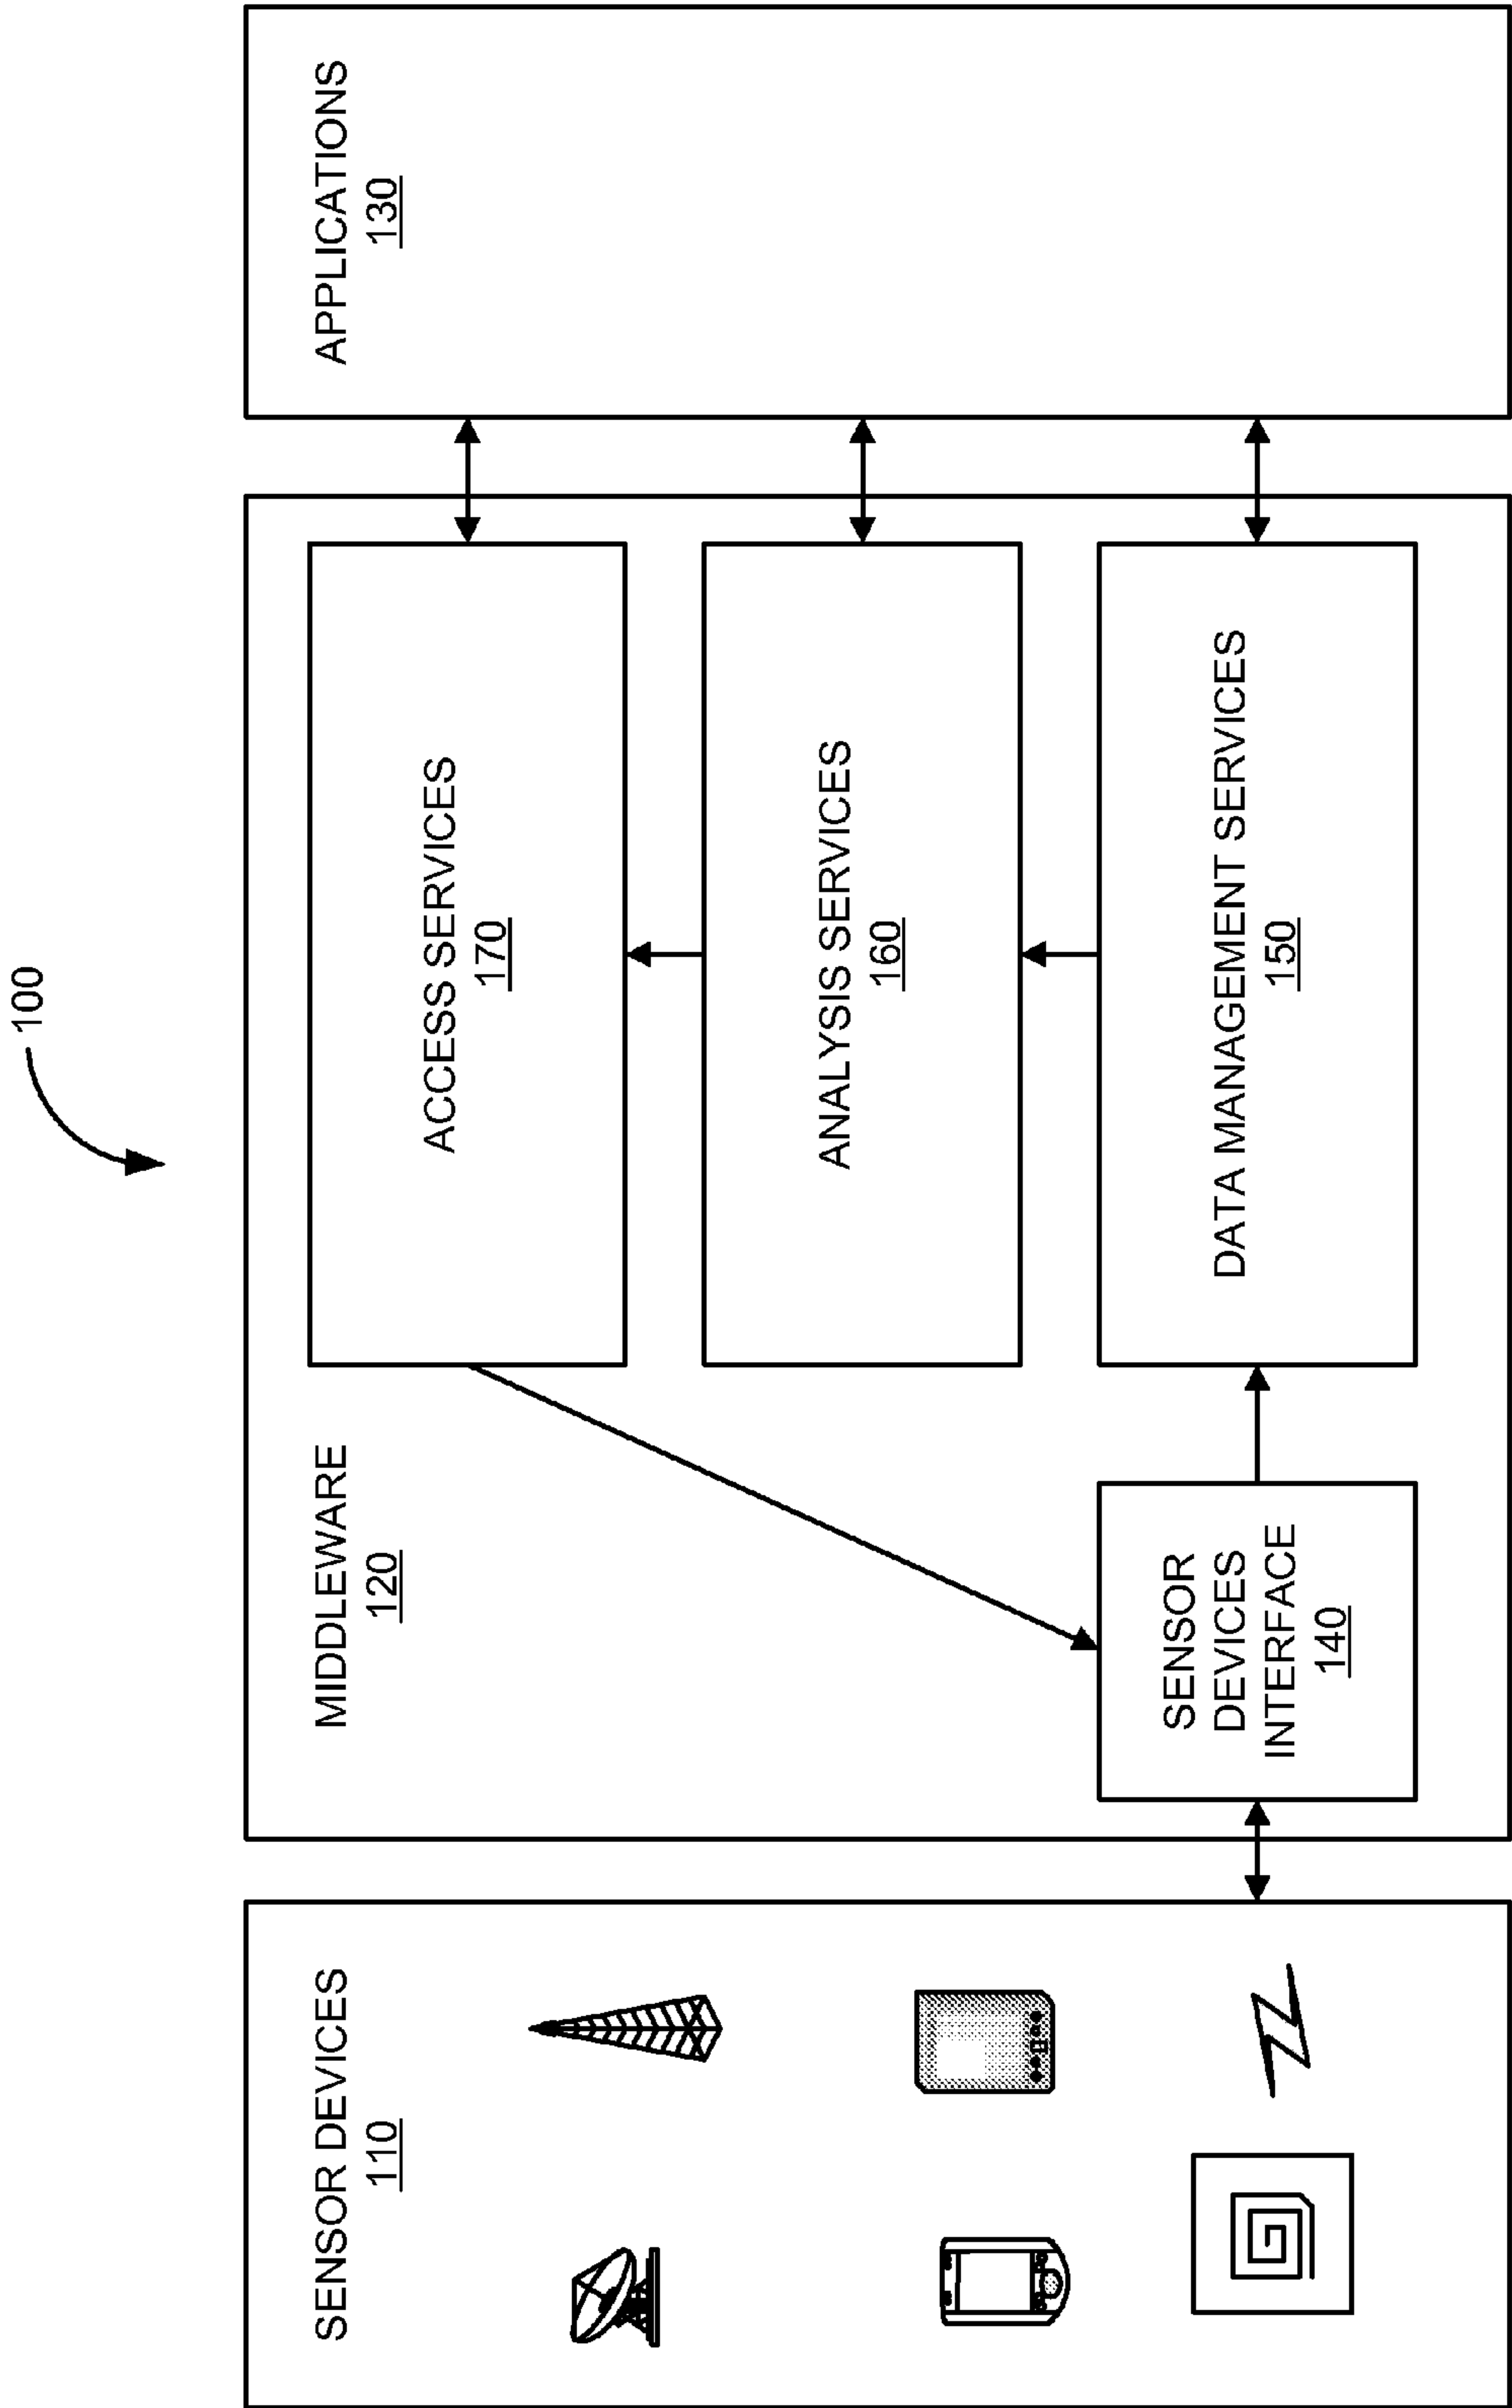 100
SENSOR DEVICES
110
MIDDLEWARE
120
APPLICATIONS
130
ACCESS SERVICES
170
ANALYSIS SERVICES
160
SENSOR
DEVICES
INTERFACE
140
DATA MANAGEMENT SERVICES
150